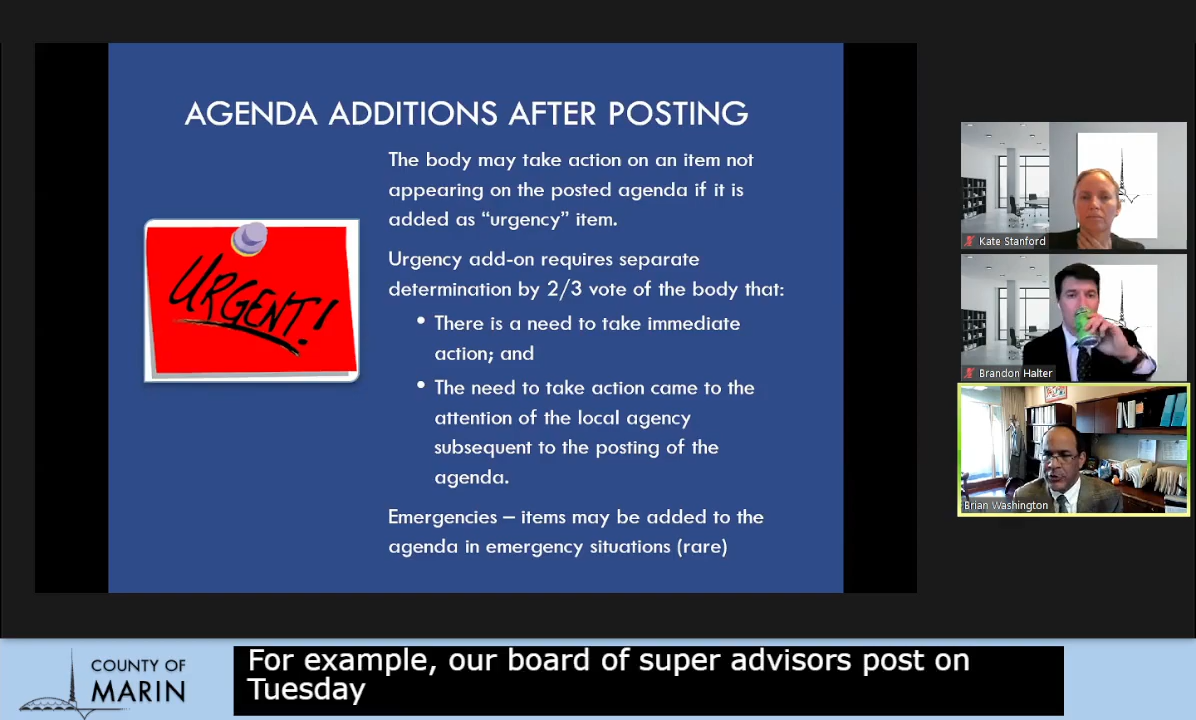 AGENDA ADDITIONS AFTER POSTING
The body may take action on an item not
appearing on the posted agenda if it is
added as “urgency” item.
URGENT!
Urgency add-on requires separate
determination by 2/3 vote of the body that:
• There is a need to take immediate
action; and
• The need to take action came to the
attention of the local agency
subsequent to the posting of the
agenda.
Emergencies – items may be added to the
agenda in emergency situations (rare)
Kate Stanford
Brandon Halter
Brian Washington
COUNTY OF
MARIN
For example, our board of super advisors post on
Tuesday